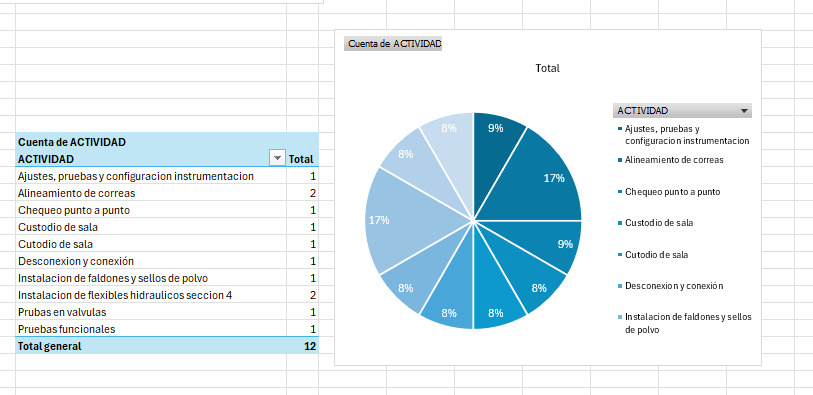 Cuenta de ACTIVIDAD
ACTIVIDAD Total
Ajustes, pruebas y configuracion instrumentacion 1
Alineamiento de correas 2
Chequeo punto a punto 1
Custodio de sala 1
Cutodio de sala 1
Desconexion y conexión 1
Instalacion de faldones y sellos de polvo 1
Instalacion de flexibles hidraulicos seccion 4 2
Prubas en valvulas 1
Pruebas funcionales 1
Total general 12
Cuenta de ACTIVIDAD
Total
9%
17%
9%
8%
8%
8%
8%
17%
8%
8%
ACTIVIDAD
Ajustes, pruebas y
configuracion instrumentacion
Alineamiento de correas
Chequeo punto a punto
Custodio de sala
Cutodio de sala
Desconexion y conexión
Instalacion de faldones y sellos
de polvo